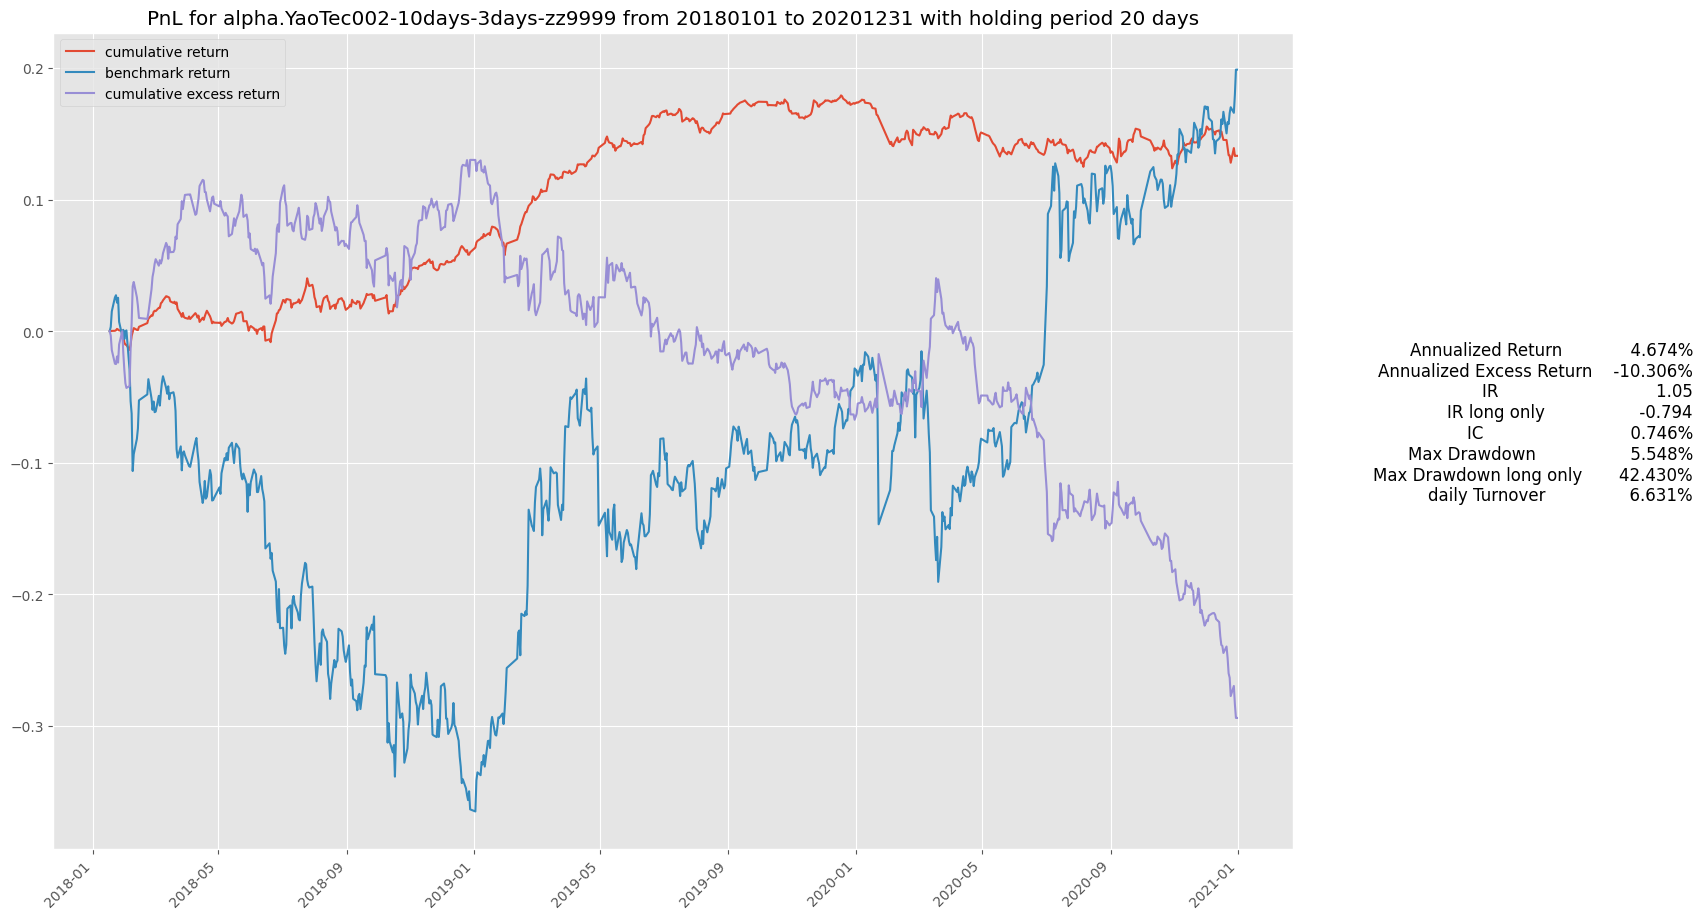 PnL for alpha.YaoTec002-10days-3days-zz9999 from 20180101 to 20201231 with holding period 20 days
cumulative return
benchmark return
cumulative excess return
0.2
0.1
0.0
−0.1
−0.2
−0.3
2018-01
2018-05
2018-09
2019-01
2019-05
2019-09
2020-01
2020-05
2020-09
2021-01
Annualized Return 4.674%
Annualized Excess Return -10.306%
IR 1.05
IR long only -0.794
IC 0.746%
Max Drawdown 5.548%
Max Drawdown long only 42.430%
daily Turnover 6.631%